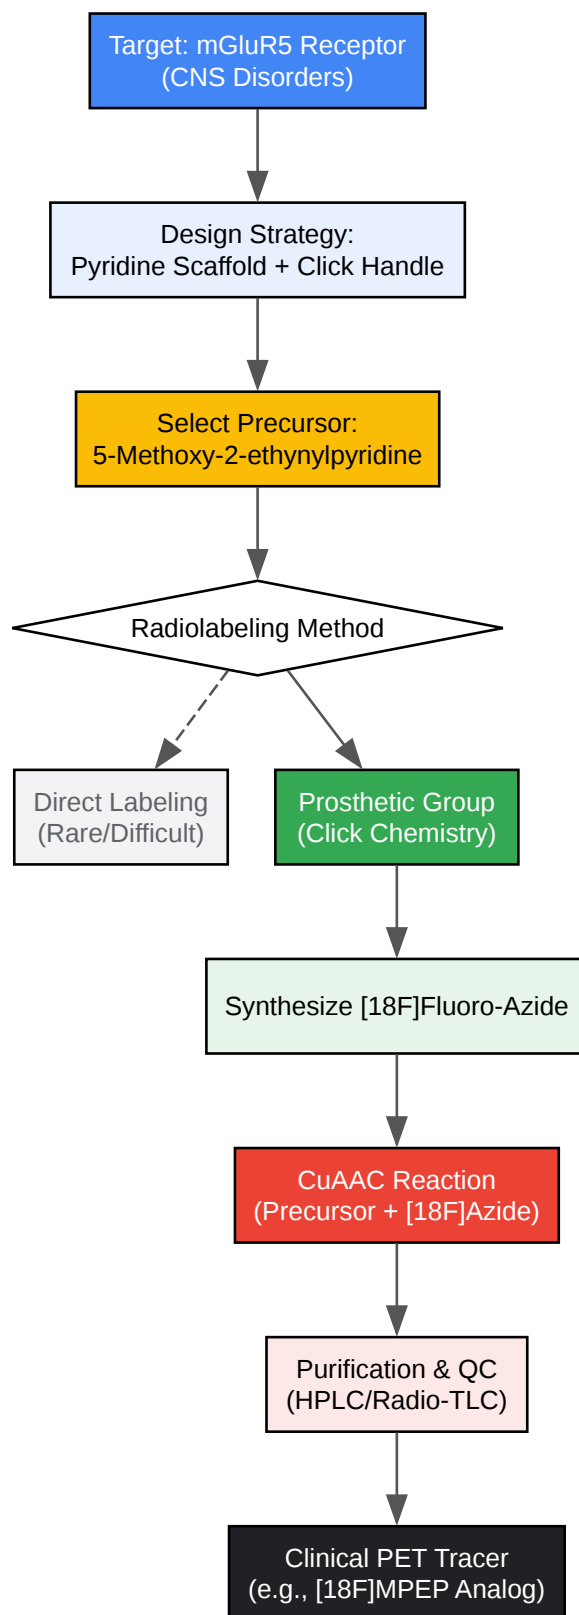 Target: mGluR5 Receptor
(CNS Disorders)
Design Strategy:
Pyridine Scaffold + Click Handle
Select Precursor:
5-Methoxy-2-ethynylpyridine
Radiolabeling Method
Direct Labeling
(Rare/Difficult)
Prosthetic Group
(Click Chemistry)
Synthesize [18F]Fluoro-Azide
CuAAC Reaction
(Precursor + [18F]Azide)
Purification & QC
(HPLC/Radio-TLC)
Clinical PET Tracer
(e.g., [18F]MPEP Analog)